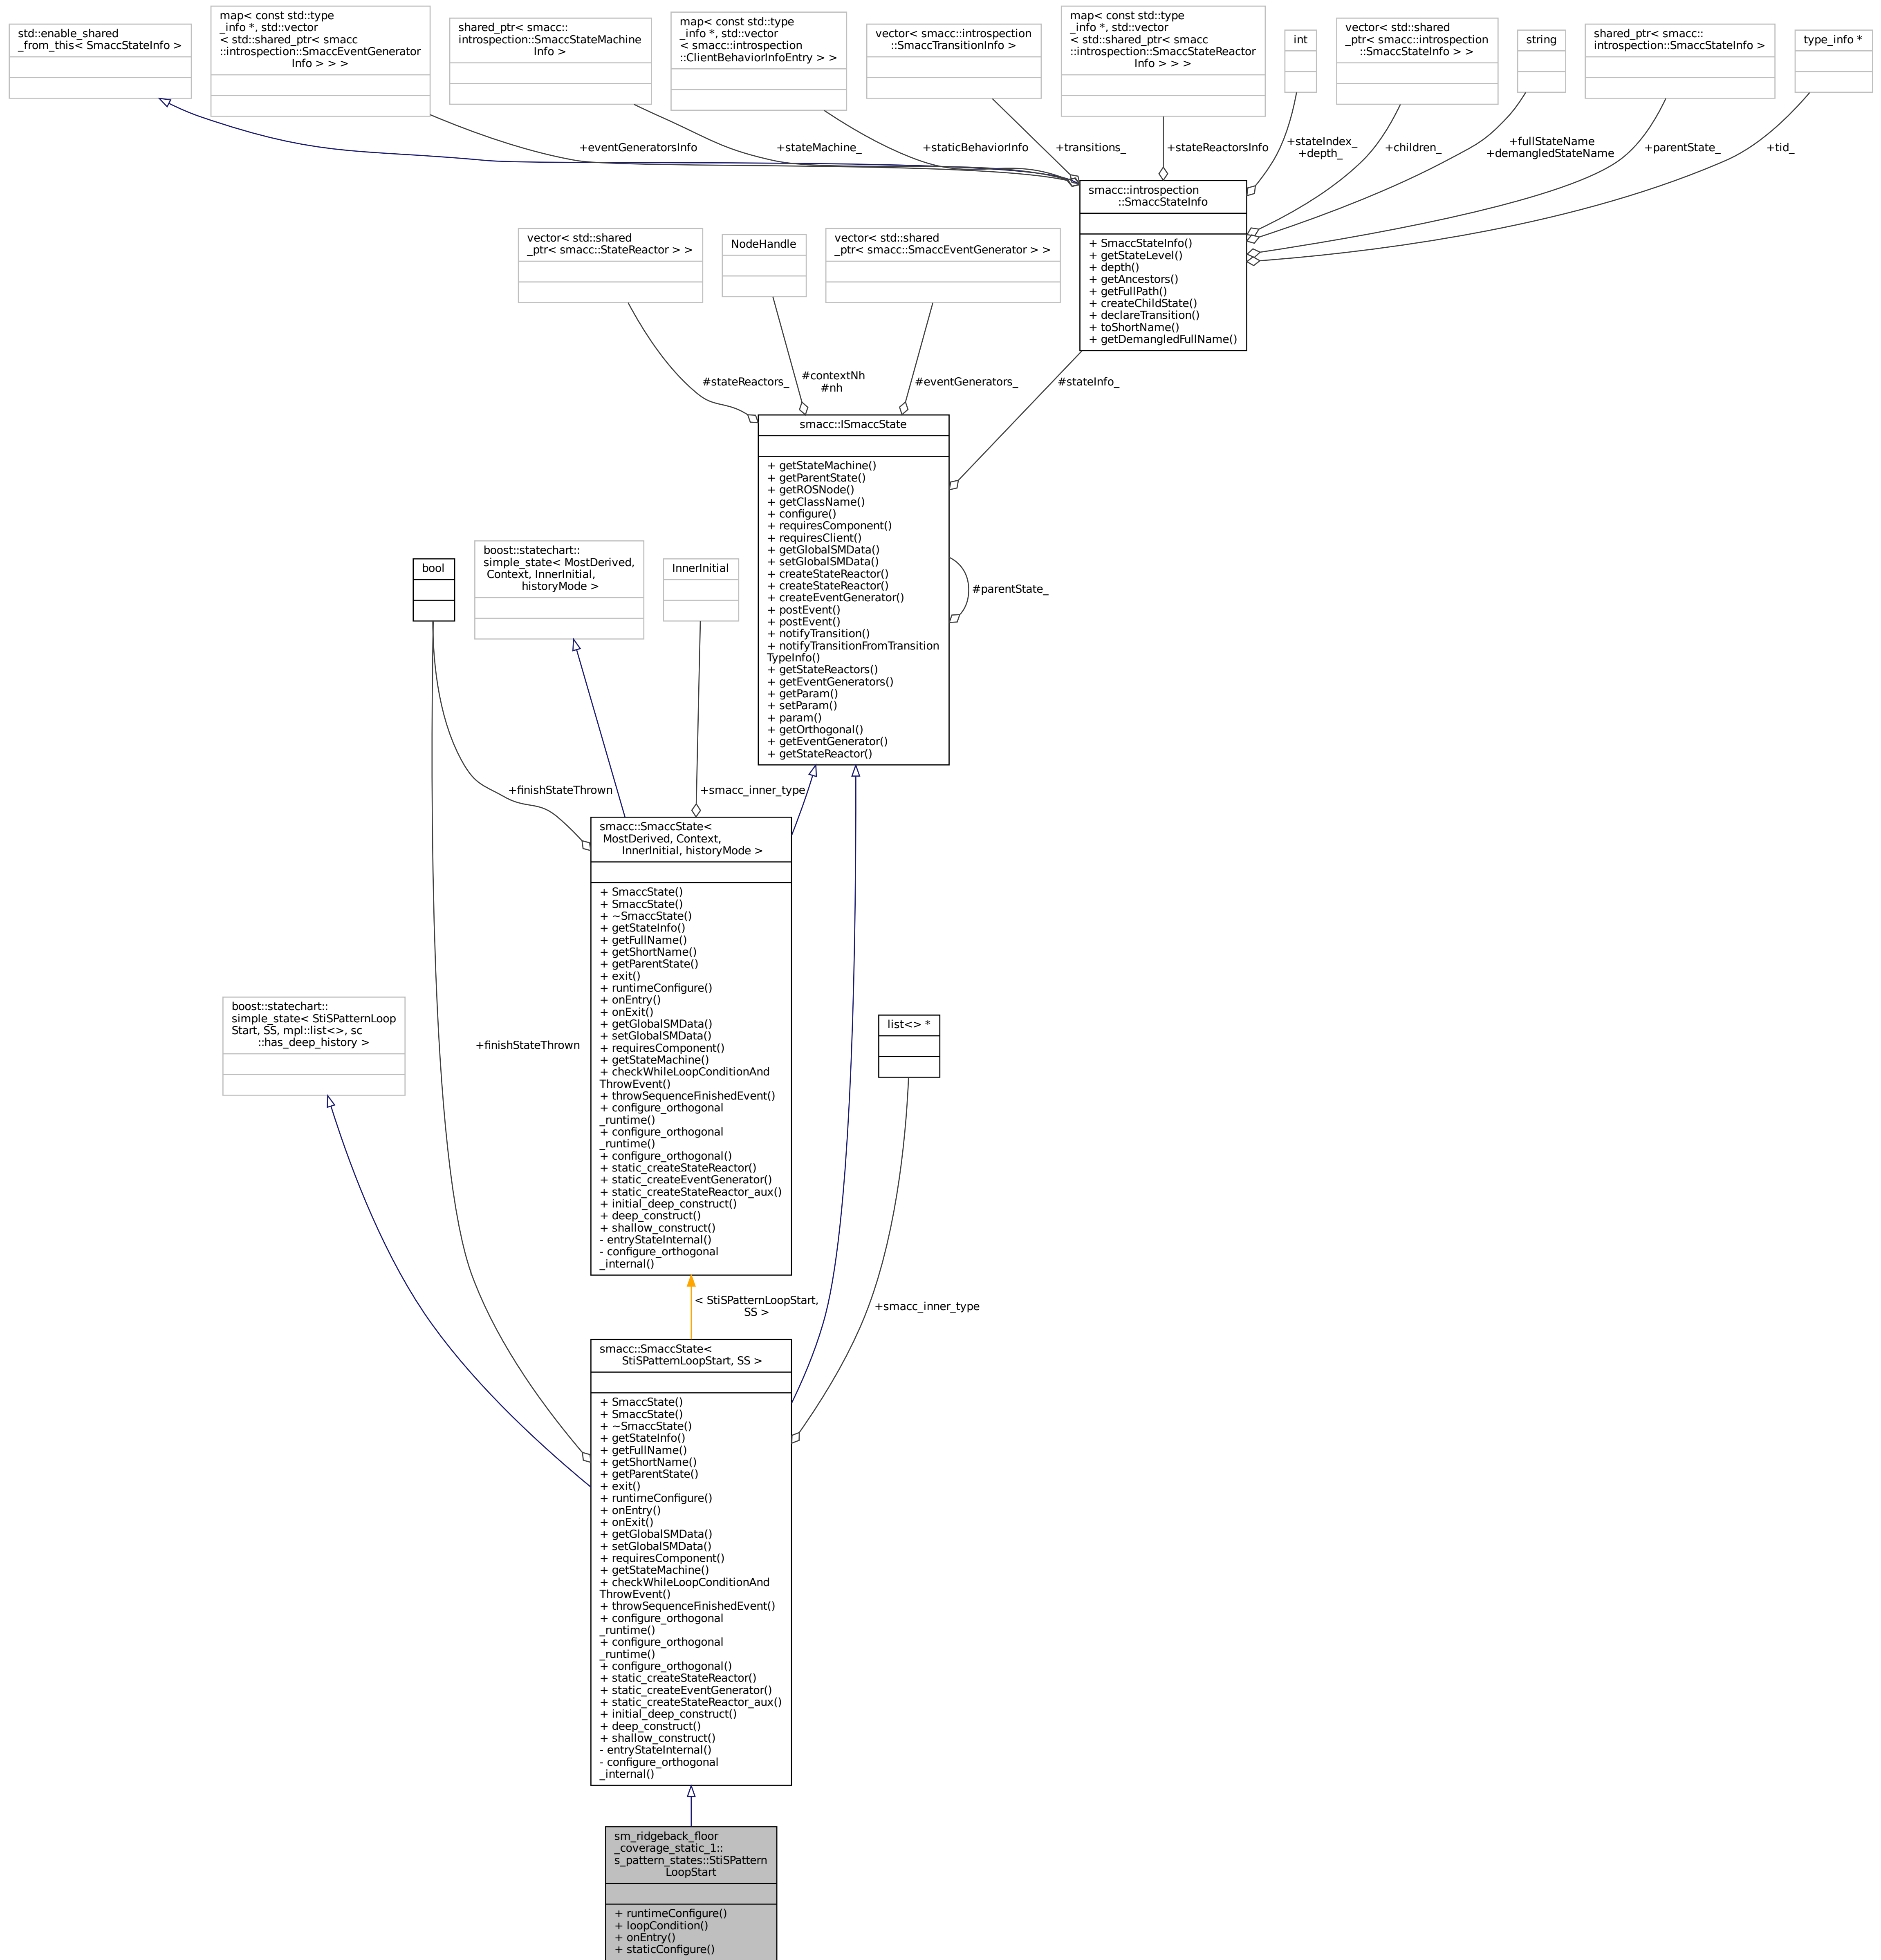 std::enable_shared
_from_this< SmaccStateInfo >
map< const std::type
_info *, std::vector
< std::shared_ptr< smacc
::introspection::SmaccEventGenerator
Info > > >
shared_ptr< smacc::
introspection::SmaccStateMachine
Info >
map< const std::type
_info *, std::vector
< smacc::introspection
::ClientBehaviorInfoEntry > >
vector< smacc::introspection
::SmaccTransitionInfo >
map< const std::type
_info *, std::vector
< std::shared_ptr< smacc
::introspection::SmaccStateReactor
Info > > >
int
vector< std::shared
_ptr< smacc::introspection
::SmaccStateInfo > >
string
shared_ptr< smacc::
introspection::SmaccStateInfo >
type_info *
+eventGeneratorsInfo
+stateMachine_
+staticBehaviorInfo
+transitions_
+stateReactorsInfo
+stateIndex_
+depth_
+children_
+fullStateName
+demangledStateName
+parentState_
+tid_
smacc::introspection
::SmaccStateInfo
+ SmaccStateInfo()
+ getStateLevel()
+ depth()
+ getAncestors()
+ getFullPath()
+ createChildState()
+ declareTransition()
+ toShortName()
+ getDemangledFullName()
vector< std::shared
_ptr< smacc::StateReactor > >
NodeHandle
vector< std::shared
_ptr< smacc::SmaccEventGenerator > >
#stateReactors_
#contextNh
#nh
#eventGenerators_
#stateInfo_
smacc::ISmaccState
+ getStateMachine()
+ getParentState()
+ getROSNode()
+ getClassName()
+ configure()
+ requiresComponent()
+ requiresClient()
+ getGlobalSMData()
+ setGlobalSMData()
+ createStateReactor()
+ createStateReactor()
+ createEventGenerator()
+ postEvent()
+ postEvent()
+ notifyTransition()
+ notifyTransitionFromTransition
TypeInfo()
+ getStateReactors()
+ getEventGenerators()
+ getParam()
+ setParam()
+ param()
+ getOrthogonal()
+ getEventGenerator()
+ getStateReactor()
#parentState_
bool
boost::statechart::
simple_state< MostDerived,
Context, InnerInitial,
historyMode >
InnerInitial
+finishStateThrown
+smacc_inner_type
smacc::SmaccState<
MostDerived, Context,
InnerInitial, historyMode >
+ SmaccState()
+ SmaccState()
+ ~SmaccState()
+ getStateInfo()
+ getFullName()
+ getShortName()
+ getParentState()
+ exit()
+ runtimeConfigure()
+ onEntry()
+ onExit()
+ getGlobalSMData()
+ setGlobalSMData()
+ requiresComponent()
+ getStateMachine()
+ checkWhileLoopConditionAnd
ThrowEvent()
+ throwSequenceFinishedEvent()
+ configure_orthogonal
_runtime()
+ configure_orthogonal
_runtime()
+ configure_orthogonal()
+ static_createStateReactor()
+ static_createEventGenerator()
+ static_createStateReactor_aux()
+ initial_deep_construct()
+ deep_construct()
+ shallow_construct()
- entryStateInternal()
- configure_orthogonal
_internal()
boost::statechart::
simple_state< StiSPatternLoop
Start, SS, mpl::list<>, sc
::has_deep_history >
+finishStateThrown
list<> *
< StiSPatternLoopStart,
SS >
+smacc_inner_type
smacc::SmaccState<
StiSPatternLoopStart, SS >
+ SmaccState()
+ SmaccState()
+ ~SmaccState()
+ getStateInfo()
+ getFullName()
+ getShortName()
+ getParentState()
+ exit()
+ runtimeConfigure()
+ onEntry()
+ onExit()
+ getGlobalSMData()
+ setGlobalSMData()
+ requiresComponent()
+ getStateMachine()
+ checkWhileLoopConditionAnd
ThrowEvent()
+ throwSequenceFinishedEvent()
+ configure_orthogonal
_runtime()
+ configure_orthogonal
_runtime()
+ configure_orthogonal()
+ static_createStateReactor()
+ static_createEventGenerator()
+ static_createStateReactor_aux()
+ initial_deep_construct()
+ deep_construct()
+ shallow_construct()
- entryStateInternal()
- configure_orthogonal
_internal()
sm_ridgeback_floor
_coverage_static_1::
s_pattern_states::StiSPattern
LoopStart
+ runtimeConfigure()
+ loopCondition()
+ onEntry()
+ staticConfigure()